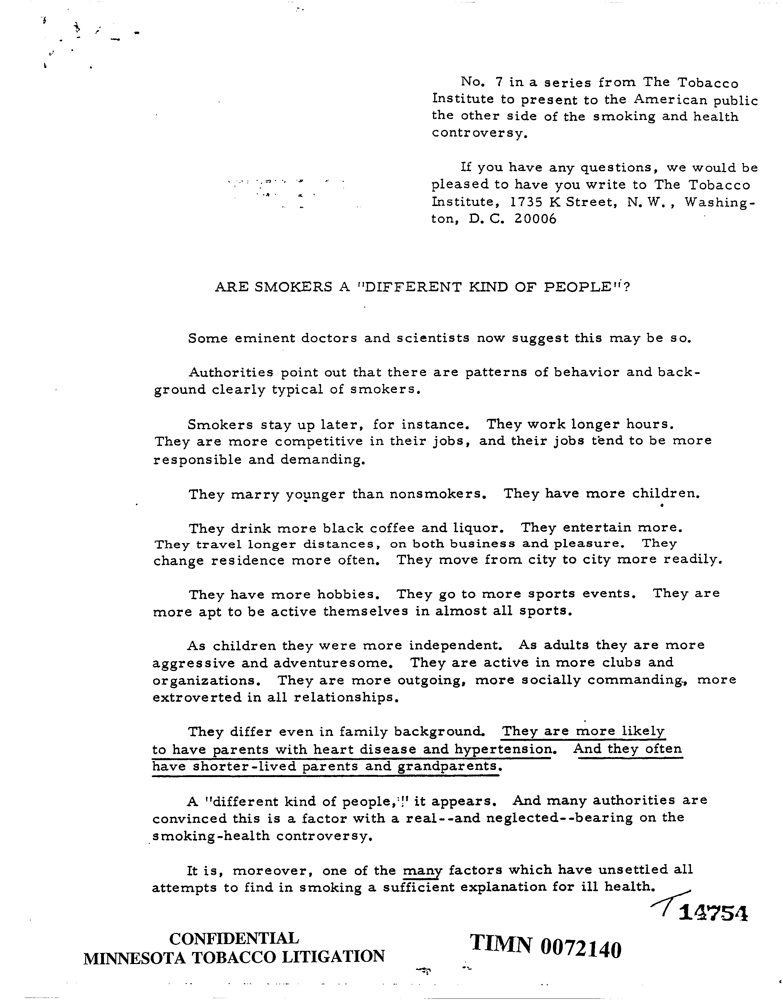 No. 7 in a series from The Tobacco
Institute to present to the American public
the other side of the smoking and health
controversy.
If you have any questions, we would be
pleased to have you write to The Tobacco
Institute, 1735 K Street, N. W., Washing-
ton, D. C. 20006
ARE SMOKERS A "DIFFERENT KIND OF PEOPLE"?
Some eminent doctors and scientists now suggest this may be so.
Authorities point out that there are patterns of behavior and back-
ground clearly typical of smokers.
Smokers stay up later, for instance. They work longer hours.
They are more competitive in their jobs, and their jobs tend to be more
responsible and demanding.
They marry younger than nonsmokers. They have more children.
They drink more black coffee and liquor. They entertain more.
They travel longer distances, on both business and pleasure. They
change residence more often. They move from city to city more readily.
They have more hobbies. They go to more sports events. They are
more apt to be active themselves in almost all sports.
As children they were more independent. As adults they are more
aggressive and adventuresome. They are active in more clubs and
organizations. They are more outgoing, more socially commanding, more
extroverted in all relationships.
They differ even in family background. They are more likely
to have parents with heart disease and hypertension. And they often
have shorter-lived parents and grandparents.
A "different kind of people," it appears. And many authorities are
convinced this is a factor with a real--and neglected--bearing on the
smoking-health controversy.
It is, moreover, one of the many factors which have unsettled all
attempts to find in smoking a sufficient explanation for ill health.
T14754
CONFIDENTIAL
MINNESOTA TOBACCO LITIGATION
TIMN 0072140